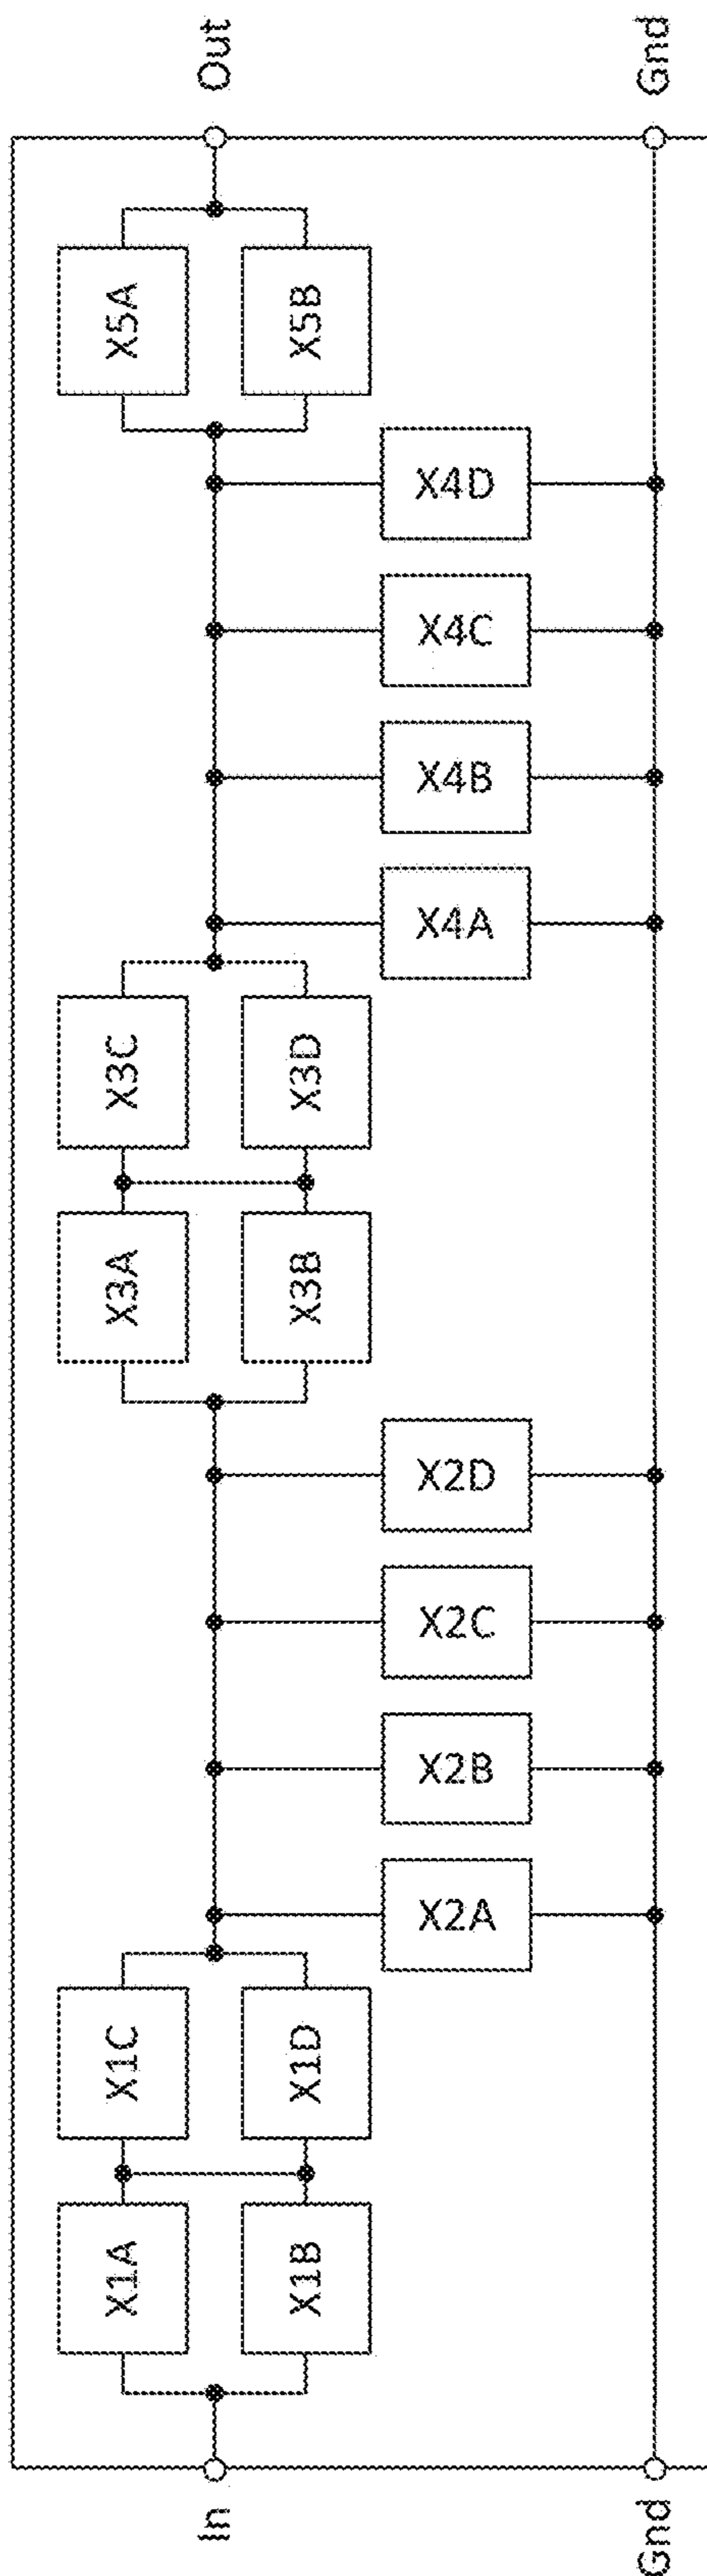 Out
Gnd
X5A
X5B
X4D
X4C
X4B
X4A
X3C
X3D
X3A
X3B
X2D
X2C
X2B
X2A
X1C
X1D
X1A
X1B
In
Gnd